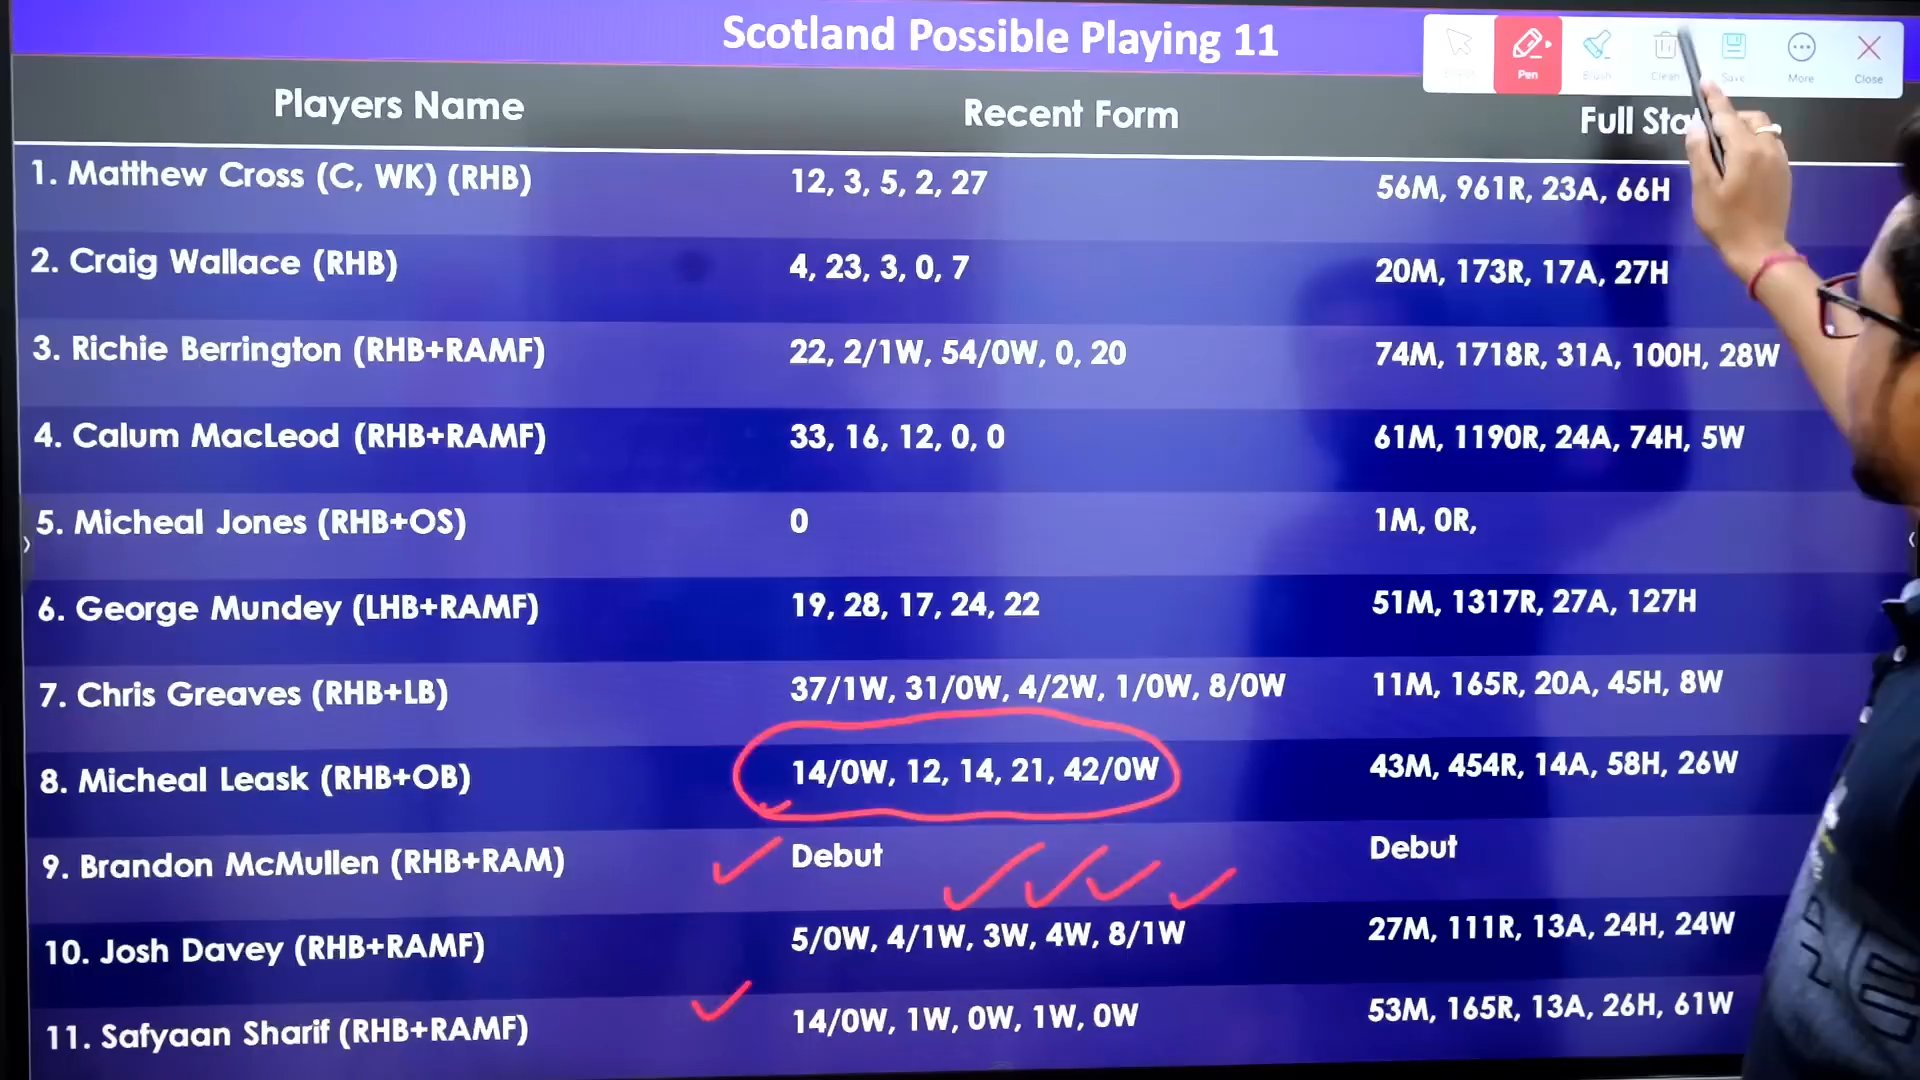 Scotland Possible Playing 11
Pen
Brush
Clean
Save
More
Close
Players Name Recent Form Full
1. Matthew Cross (C, WK) (RHB) 12, 3, 5, 2, 27 56M, 961R, 23A, 66H
2. Craig Wallace (RHB) 4, 23, 3, 0, 7 20M, 173R, 17A, 27H
3. Richie Berrington (RHB+RAMF) 22, 2/1W, 54/0W, 0, 20 74M, 1718R, 31A, 100H, 28W
4. Calum MacLeod (RHB+RAMF) 33, 16, 12, 0, 0 61M, 1190R, 24A, 74H, 5W
5. Micheal Jones (RHB+OS) 0 1M, 0R,
6. George Mundey (LHB+RAMF) 19, 28, 17, 24, 22 51M, 1317R, 27A, 127H
7. Chris Greaves (RHB+LB) 37/1W, 31/0W, 4/2W, 1/0W, 8/0W 11M, 165R, 20A, 45H, 8W
8. Micheal Leask (RHB+OB) 14/0W, 12, 14, 21, 42/0W 43M, 454R, 14A, 58H, 26W
9. Brandon McMullen (RHB+RAM) Debut Debut
10. Josh Davey (RHB+RAMF) 5/0W, 4/1W, 3W, 4W, 8/1W 27M, 111R, 13A, 24H, 24W
11. Safyaan Sharif (RHB+RAMF) 14/0W, 1W, 0W, 1W, 0W 53M, 165R, 13A, 26H, 61W